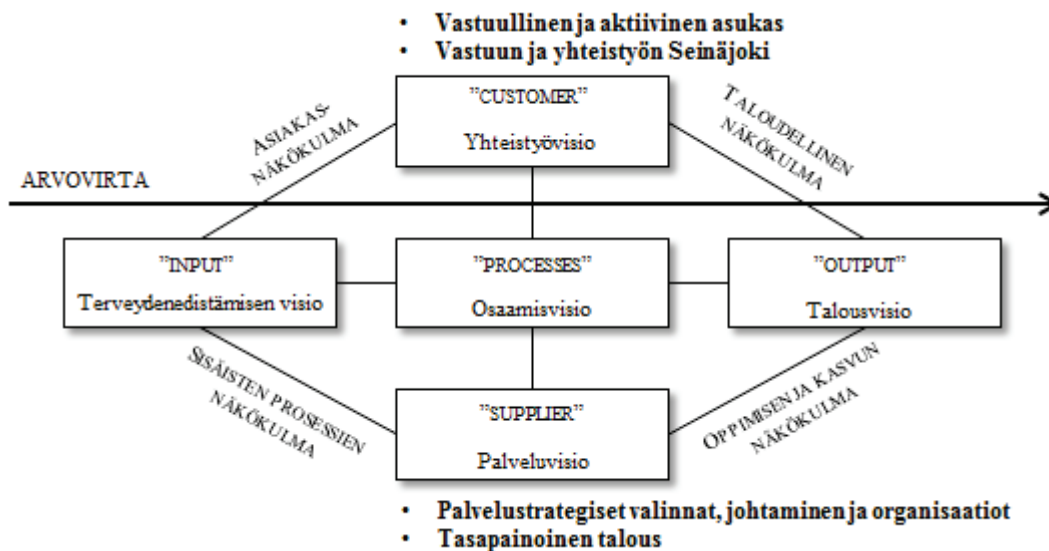 • Vastuullinen ja aktiivinen asukas
• Vastuun ja yhteistyön Seinäjoki
”CUSTOMER”
Yhteistyövisio
ASIAKAS-
NÄKÖKULMA
TALOUDELLINEN
NÄKÖKULMA
ARVOVIRTA
”INPUT”
Terveydenedistämisen visio
”PROCESSES”
Osaamisvisio
”OUTPUT”
Talousvisio
SISÄISTEN PROSESSIEN
NÄKÖKULMA
”SUPPLIER”
Palveluvisio
OPPIMISEN JA KASVUN
NÄKÖKULMA
• Palvelustrategiset valinnat, johtaminen ja organisaatiot
• Tasapainoinen talous